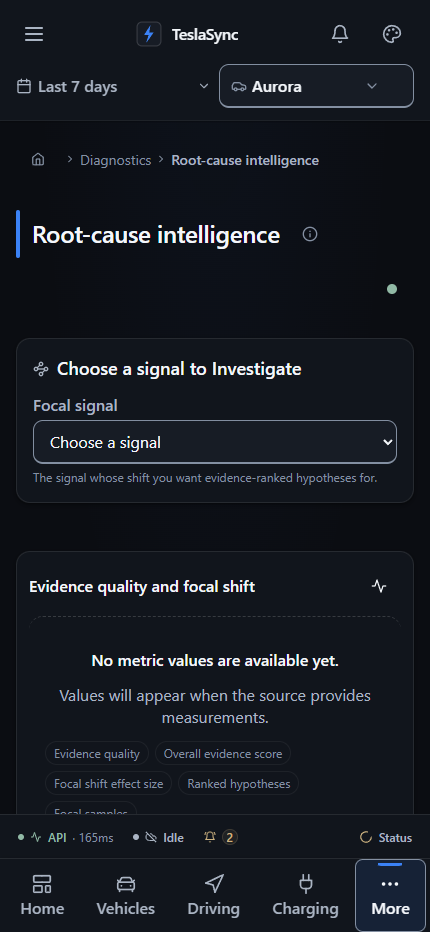 TeslaSync
Last 7 days
Aurora
Diagnostics
Root-cause intelligence
Root-cause intelligence
Choose a signal to Investigate
Focal signal
Choose a signal
The signal whose shift you want evidence-ranked hypotheses for.
Evidence quality and focal shift
No metric values are available yet.
Values will appear when the source provides
measurements.
Evidence quality
Overall evidence score
Focal shift effect size
Ranked hypotheses
Focal samples
API · 165ms
Idle
2
Status
Home
Vehicles
Driving
Charging
More